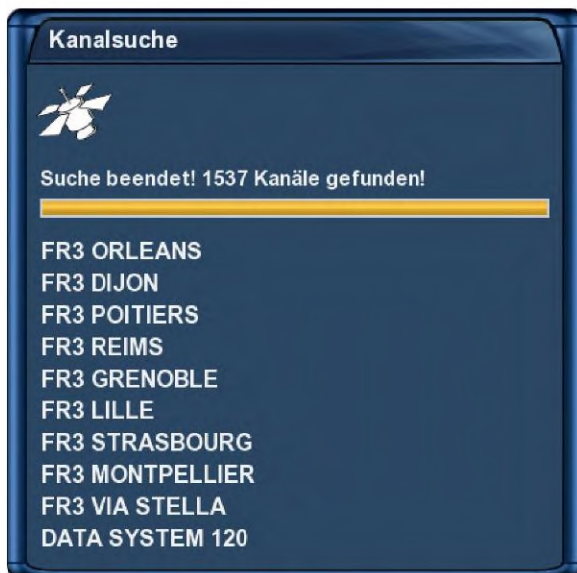 Kanalsuche
Suche beendet! 1537 Kanäle gefunden!
FR3 ORLEANS
FR3 DIJON
FR3 POITIERS
FR3 REIMS
FR3 GRENOBLE
FR3 LILLE
FR3 STRASBOURG
FR3 MONTPELLIER
FR3 VIA STELLA
DATA SYSTEM 120